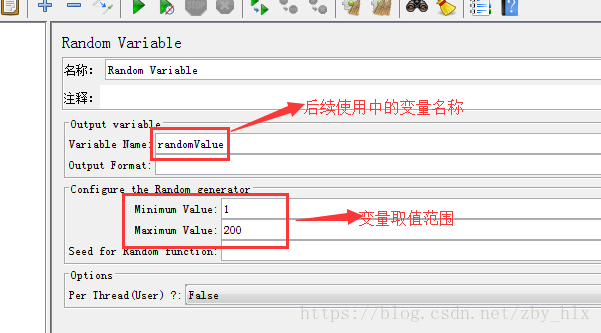 Random Variable
名称: Random Variable
注释:
后续使用中的变量名称
Output variable
Variable Name: randomValue
Output Format:
Configure the Random generator
Minimum Value: 1
变量取值范围
Maximum Value: 200
Seed for Random function:
Options
Per Thread(User) ?: False
https://blog.csdn.net/zby_hlx